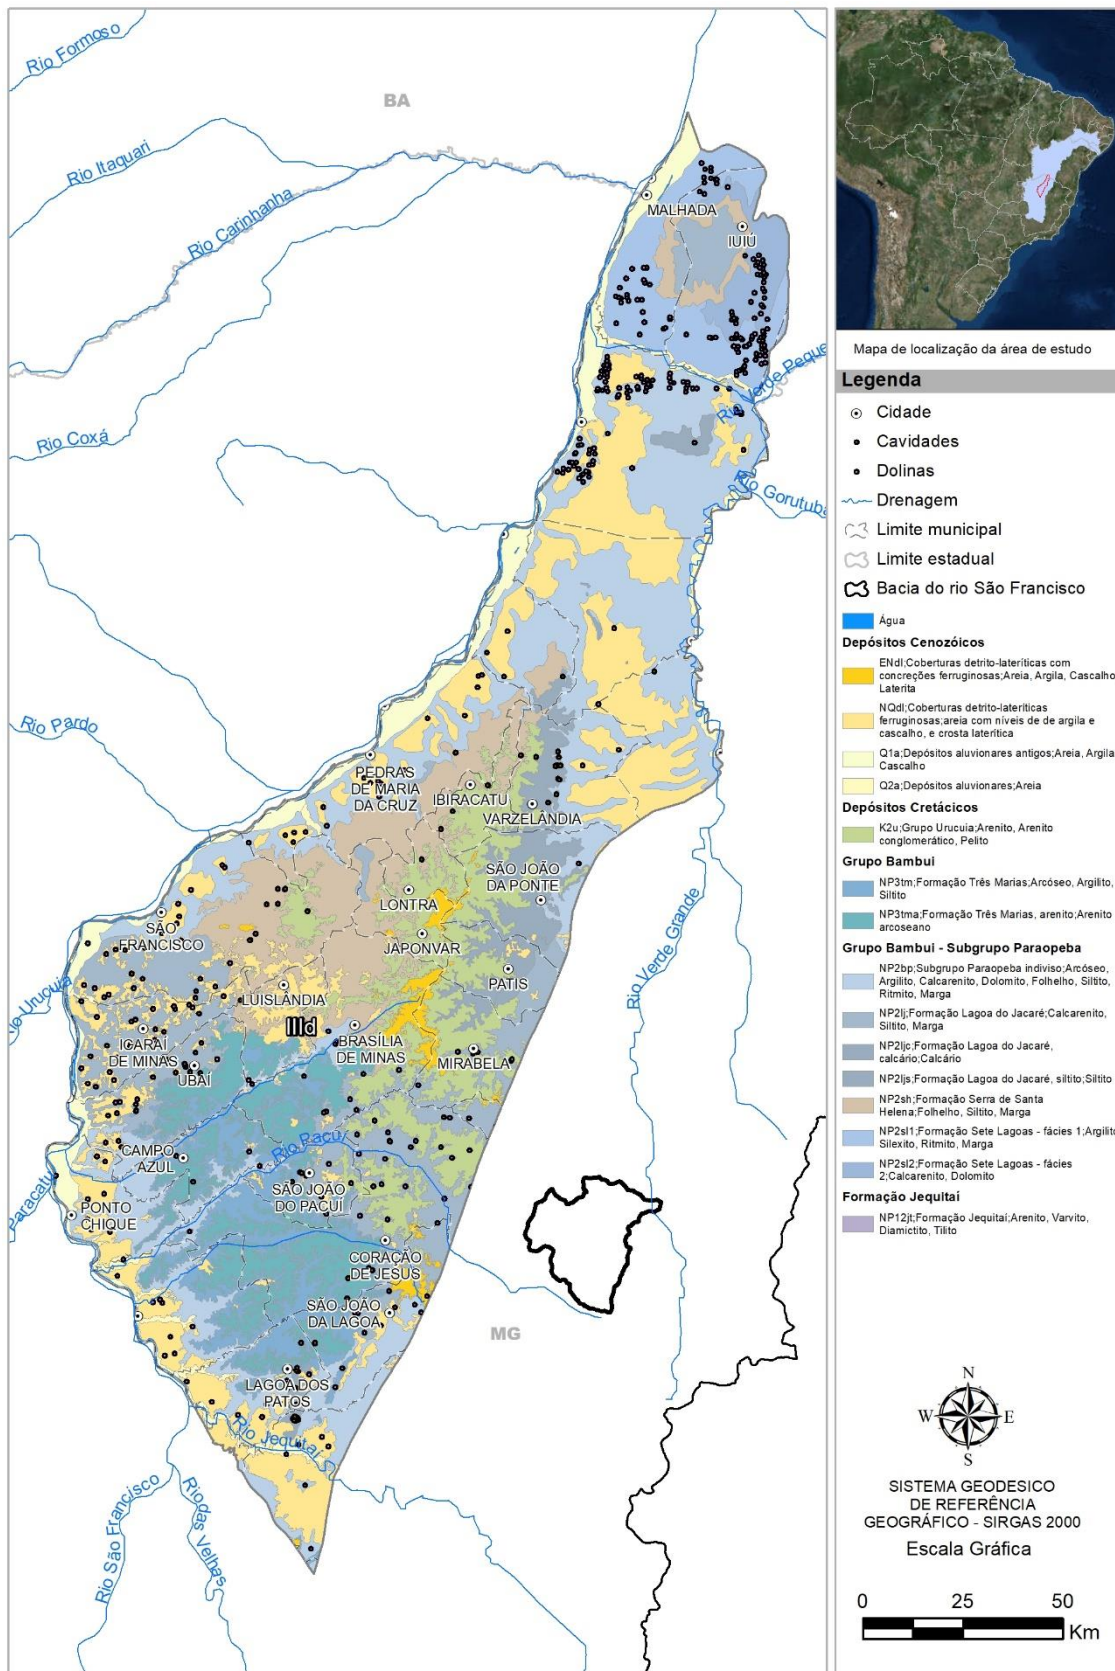 Rio Formoso
BA
Rio Itaquari
Rio Carinhanha
MALHADA
IUIÚ
Rio Verde Peque
Rio Coxá
Rio Gorutuba
Rio Pardo
PEDRAS
DE MARIA
DA CRUZ
IBIRACATU
VARZELÂNDIA
SÃO JOÃO
DA PONTE
LONTRA
SÃO
FRANCISCO
JAPONVAR
Rio Verde Grande
PATIS
LUISLÂNDIA
IIId
BRASÍLIA
DE MINAS
ICARAÍ
DE MINAS
MIRABELA
UBAÍ
Rio Pacuí
CAMPO
AZUL
SÃO JOÃO
DO PACUI
PONTO
CHIQUE
CORAÇÃO
DE JESUS
SÃO JOÃO
DA LAGOA
MG
LAGOA DOS
PATOS
Rio Jequitaí
Rio São Francisco
Rio das Velhas
Mapa de localização da área de estudo
Legenda
Cidade
Cavidades
Dolinas
Drenagem
Limite municipal
Limite estadual
Bacia do rio São Francisco
Água
Depósitos Cenozóicos
ENdl;Coberturas detrito-lateríticas com
concreções ferruginosas;Areia, Argila, Cascalho
Laterita
NQdl;Coberturas detrito-lateríticas
ferruginosas;areia com níveis de de argila e
cascalho, e crosta laterítica
Q1a;Depósitos aluvionares antigos;Areia, Argila
Cascalho
Q2a;Depósitos aluvionares;Areia
Depósitos Cretácicos
K2u;Grupo Urucuia;Arenito, Arenito
conglomerático, Pelito
Grupo Bambui
NP3tm;Formação Três Marias;Arcóseo, Argilito,
Siltito
NP3tma;Formação Três Marias, arenito;Arenito
arcoseano
Grupo Bambui - Subgrupo Paraopeba
NP2bp;Subgrupo Paraopeba indiviso;Arcóseo,
Argilito, Calcarenito, Dolomito, Folhelho, Siltito,
Ritmito, Marga
NP2lj;Formação Lagoa do Jacaré;Calcarenito,
Siltito, Marga
NP2ljc;Formação Lagoa do Jacaré,
calcário;Calcário
NP2ljs;Formação Lagoa do Jacaré, siltito;Siltito
NP2sh;Formação Serra de Santa
Helena;Folhelho, Siltito, Marga
NP2sl1;Formação Sete Lagoas - fácies 1;Argilito
Silexito, Ritmito, Marga
NP2sl2;Formação Sete Lagoas - fácies
2;Calcarenito, Dolomito
Formação Jequitaí
NP12jt;Formação Jequitaí;Arenito, Varvito,
Diamictito, Tilito
N
W
E
S
SISTEMA GEODESICO
DE REFERÊNCIA
GEOGRÁFICO - SIRGAS 2000
Escala Gráfica
0 25 50
Km